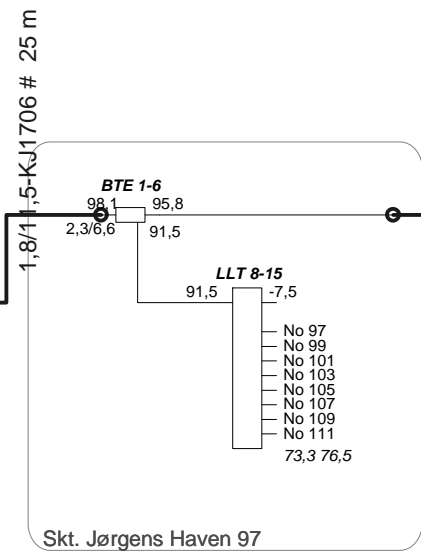 1,8/11,5-KJ1706 # 25 m
BTE 1-6
98,1 95,8
2,3/6,6 91,5
LLT 8-15
91,5 -7,5
No 97
No 99
No 101
No 103
No 105
No 107
No 109
No 111
73,3 76,5
Skt. Jørgens Haven 97